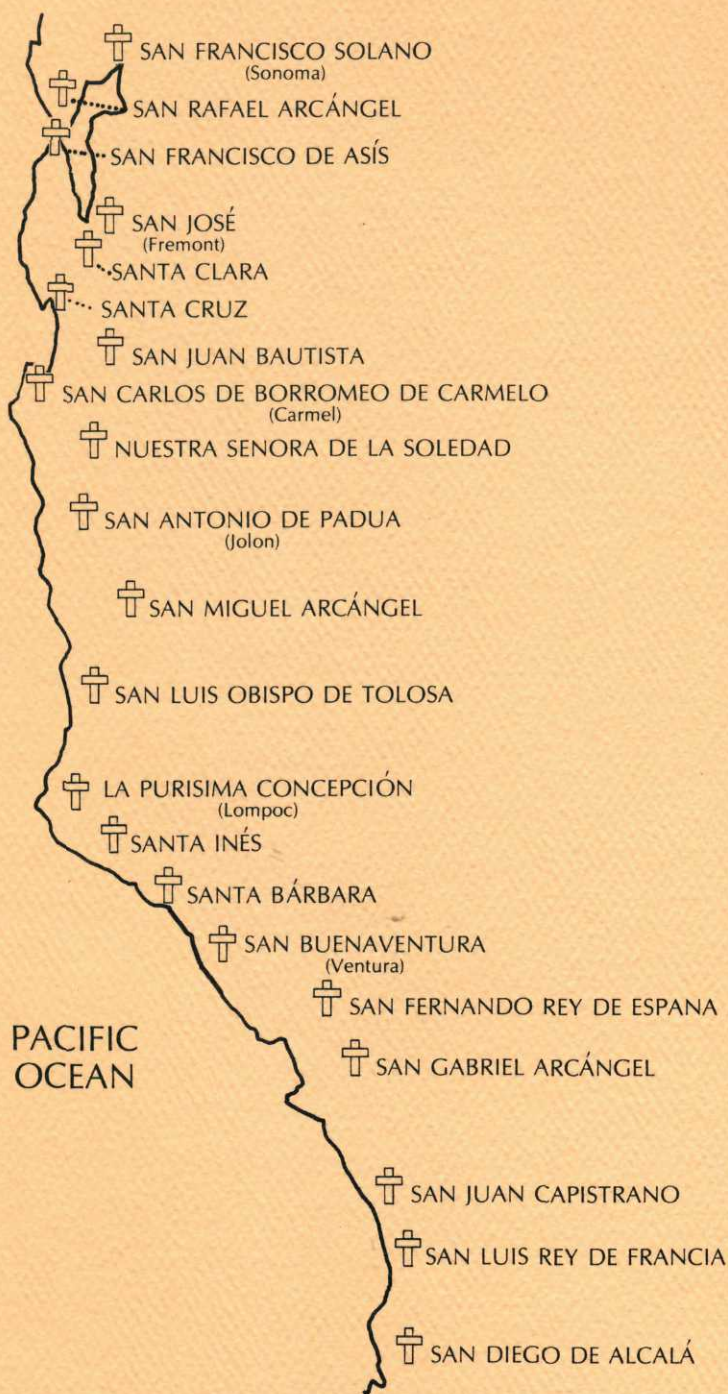 SAN FRANCISCO SOLANO
(Sonoma)
SAN RAFAEL ARCÁNGEL
SAN FRANCISCO DE ASÍS
SAN JOSÉ
(Fremont)
SANTA CLARA
SANTA CRUZ
SAN JUAN BAUTISTA
SAN CARLOS DE BORROMEO DE CARMELO
(Carmel)
NUESTRA SENORA DE LA SOLEDAD
SAN ANTONIO DE PADUA
(Jolon)
SAN MIGUEL ARCÁNGEL
SAN LUIS OBISPO DE TOLOSA
LA PURISIMA CONCEPCIÓN
(Lompoc)
SANTA INÉS
SANTA BÁRBARA
SAN BUENAVENTURA
(Ventura)
SAN FERNANDO REY DE ESPANA
PACIFIC
OCEAN
SAN GABRIEL ARCÁNGEL
SAN JUAN CAPISTRANO
SAN LUIS REY DE FRANCIA
SAN DIEGO DE ALCALÁ